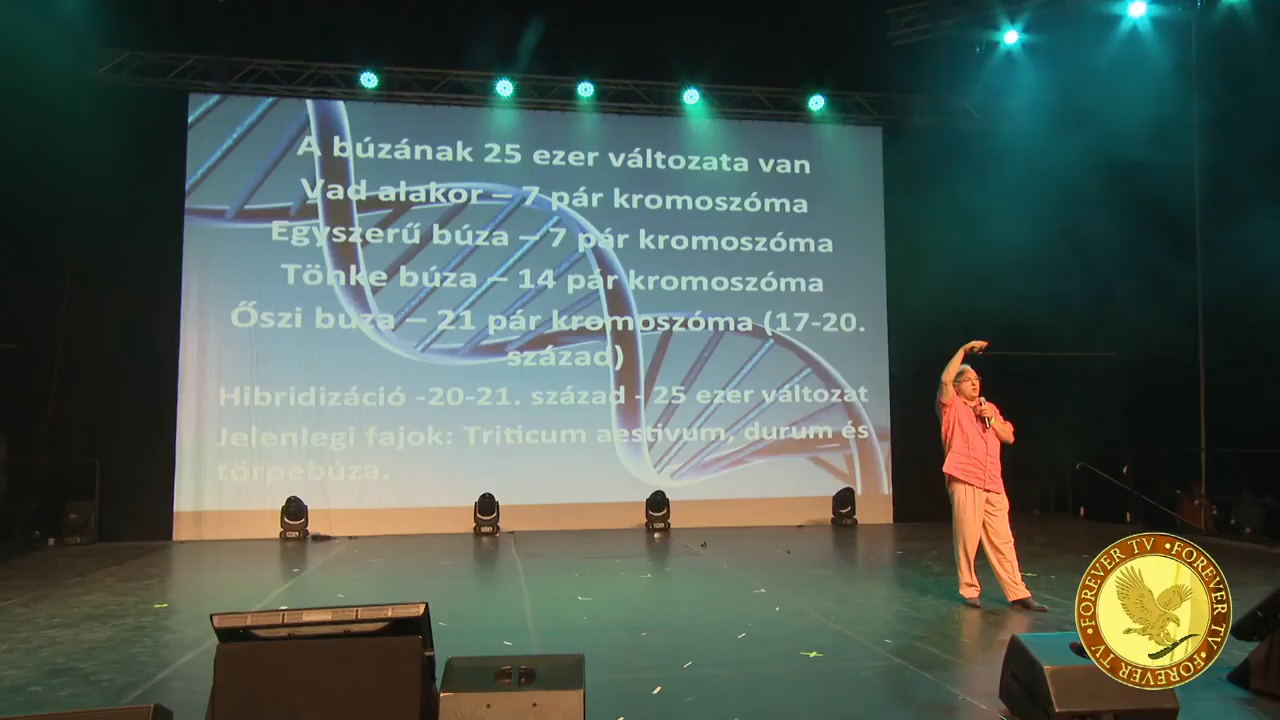 A búzának 25 ezer változata van
Vad alakor – 7 pár kromoszóma
Egyszerű búza – 7 pár kromoszóma
Tönke búza – 14 pár kromoszóma
Őszi búza – 21 pár kromoszóma (17-20.
század)
Hibridizáció -20-21. század - 25 ezer változat
Jelenlegi fajok: Triticum aestivum, durum és
törpebúza.
FOREVER TV •FOREVER TV •FOREVER TV•